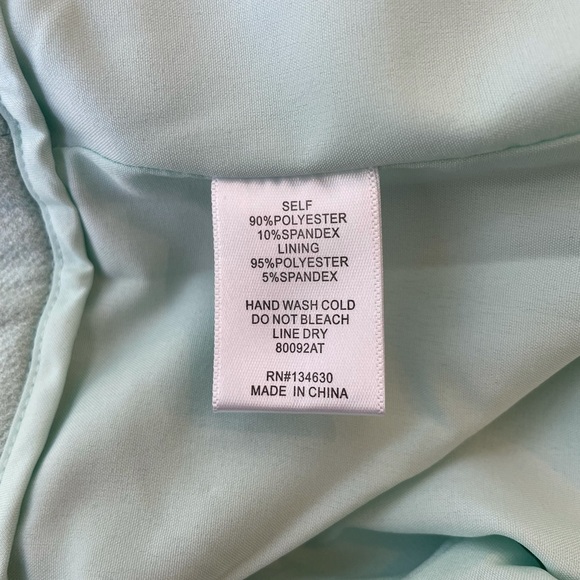 SELF
90%POLYESTER
10%SPANDEX
LINING
95%POLYESTER
5%SPANDEX
HAND WASH COLD
DO NOT BLEACH
LINE DRY
80092AT
RN#134630
MADE IN CHINA